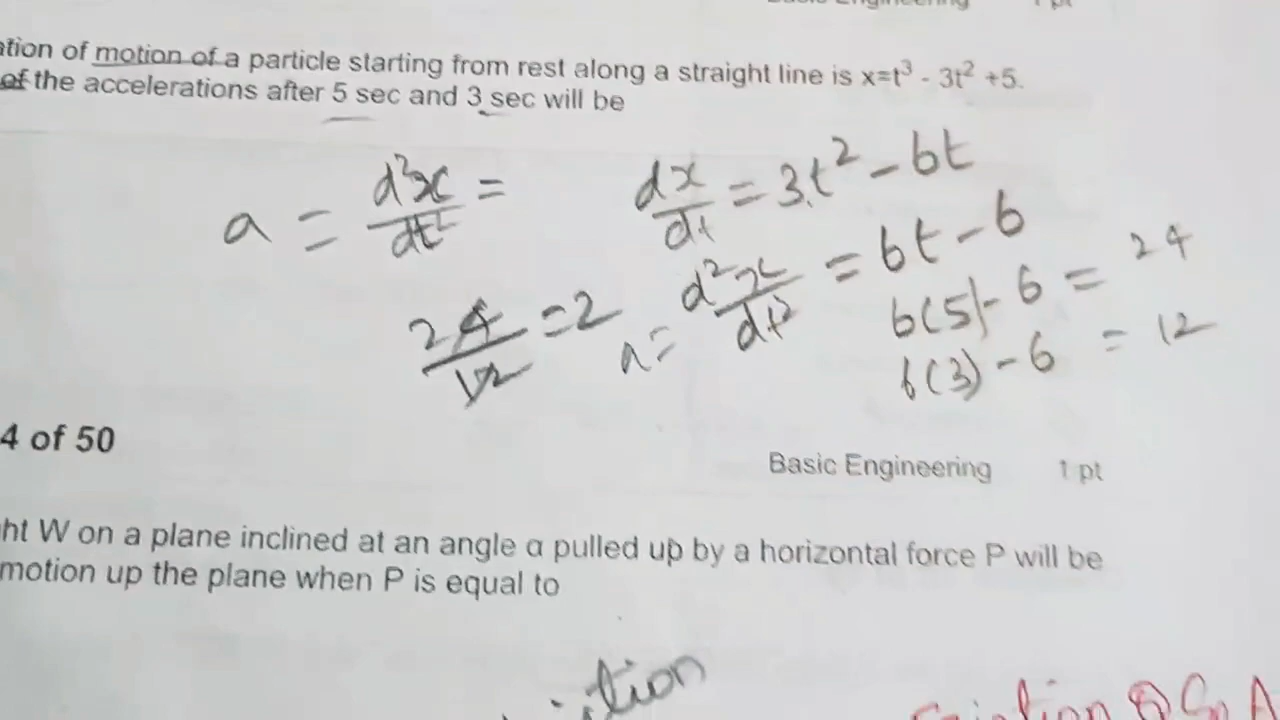 Basic Engineering 1 pt
ation of motion of a particle starting from rest along a straight line is x=t³ - 3t² +5.
of the accelerations after 5 sec and 3 sec will be
a = d²x/dt² =
dx/dt = 3t² - 6t
a = d²x/dt² = 6t - 6
6(5) - 6 = 24
6(3) - 6 = 12
24/12 = 2
4 of 50
Basic Engineering 1 pt
ht W on a plane inclined at an angle α pulled up by a horizontal force P will be
motion up the plane when P is equal to